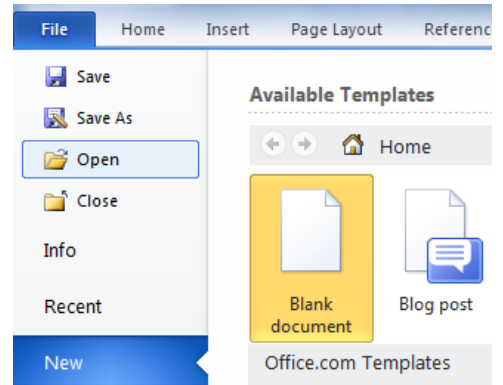 File Home Insert Page Layout Referenc
Save
Save As
Open
Close
Info
Recent
New
Available Templates
Home
Blank document
Blog post
Office.com Templates